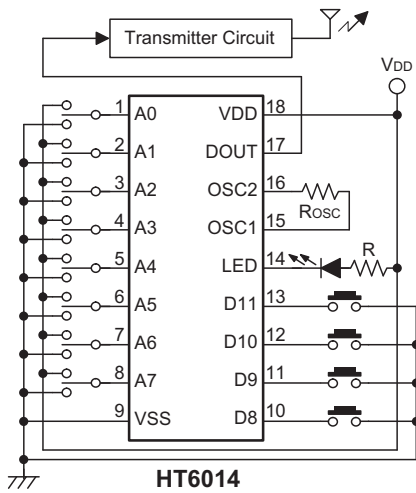 Transmitter Circuit
VDD
1 A0 VDD 18
2 A1 DOUT 17
3 A2 OSC2 16
ROSC
4 A3 OSC1 15
5 A4 LED 14 R
6 A5 D11 13
7 A6 D10 12
8 A7 D9 11
9 VSS D8 10
HT6014